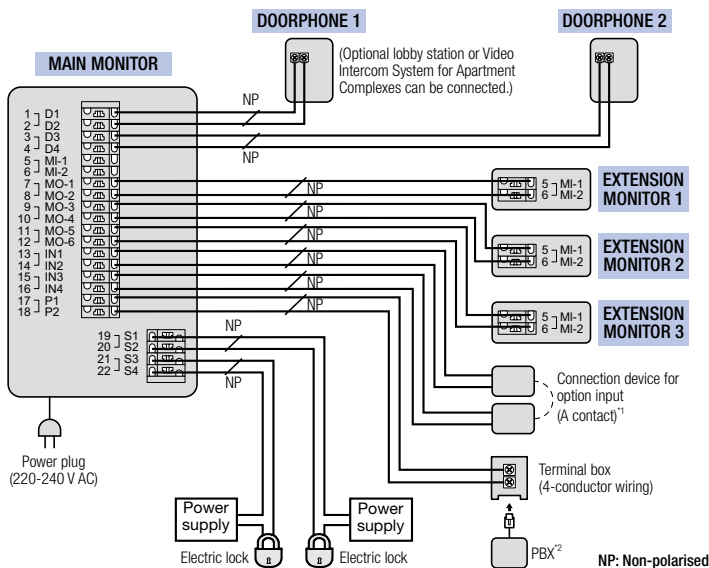 DOORPHONE 1
DOORPHONE 2
MAIN MONITOR
(Optional lobby station or Video
Intercom System for Apartment
Complexes can be connected.)
NP
NP
1 D1
2 D2
3 D3
4 D4
5 MI-1
6 MI-2
7 MO-1
8 MO-2
9 MO-3
10 MO-4
11 MO-5
12 MO-6
13 IN1
14 IN2
15 IN3
16 IN4
17 P1
18 P2
NP
NP
NP
NP
5 MI-1
6 MI-2
EXTENSION
MONITOR 1
5 MI-1
6 MI-2
EXTENSION
MONITOR 2
5 MI-1
6 MI-2
EXTENSION
MONITOR 3
19 S1
20 S2
21 S3
22 S4
NP
NP
Connection device for
option input
(A contact)*1
Power plug
(220-240 V AC)
Terminal box
(4-conductor wiring)
Power
supply
Power
supply
Electric lock
Electric lock
PBX*2
NP: Non-polarised